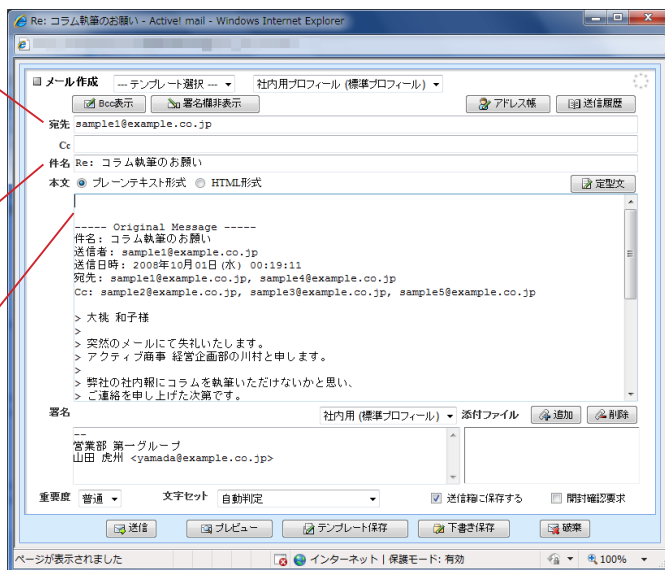 Re: コラム執筆のお願い - Active! mail - Windows Internet Explorer
メール作成 --- テンプレート選択 --- 社内用プロフィール (標準プロフィール)
Bcc表示 署名欄非表示 アドレス帳 送信履歴
宛先 sample1@example.co.jp
Cc
件名 Re: コラム執筆のお願い
本文 プレーンテキスト形式 HTML形式 定型文
----- Original Message -----
件名: コラム執筆のお願い
送信者: sample1@example.co.jp
送信日時: 2008年10月01日(水) 00:19:11
宛先: sample1@example.co.jp, sample4@example.co.jp
Cc: sample2@example.co.jp, sample3@example.co.jp, sample5@example.co.jp
> 大桃 和子様
>
> 突然のメールにて失礼いたします。
> アクティブ商事 経営企画部の川村と申します。
>
> 弊社の社内報にコラムを執筆いただけないかと思い、
> ご連絡を申し上げた次第です。
署名 社内用 (標準プロフィール) 添付ファイル 追加 削除
--
営業部 第一グループ
山田 虎州 <yamada@example.co.jp>
重要度 普通 文字セット 自動判定 送信箱に保存する 開封確認要求
送信 プレビュー テンプレート保存 下書き保存 破棄
ページが表示されました インターネット | 保護モード: 有効 100%